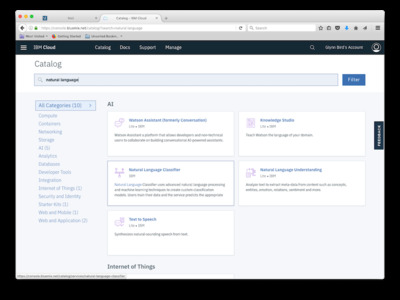 Catalog - IBM Cloud
Most Visited
Getting Started
IBM Cloud
Catalog
Docs
Support
Manage
Glynn Bird's Account
Catalog
natural language
Filter
All Categories (10)
Compute
Containers
Networking
Storage
AI (5)
Analytics
Databases
Developer Tools
Integration
Internet of Things (1)
Security and Identity
Starter Kits (1)
Web and Mobile (2)
Web and Application (2)
AI
Watson Assistant (formerly Conversation)
Lite • IBM
Watson Assistant is a platform that allows developers and non-technical
users to collaborate on building conversational AI-powered assistants.
Knowledge Studio
Lite • IBM
Teach Watson the language of your domain.
Natural Language Classifier
IBM
Natural Language Classifier uses advanced natural language processing
and machine learning techniques to create custom classification
models. Users train their data and the service predicts the appropriate
Natural Language Understanding
Lite • IBM
Analyze text to extract meta-data from content such as concepts,
entities, emotion, relations, sentiment and more.
Text to Speech
Lite • IBM
Synthesizes natural-sounding speech from text.
Internet of Things
FEEDBACK